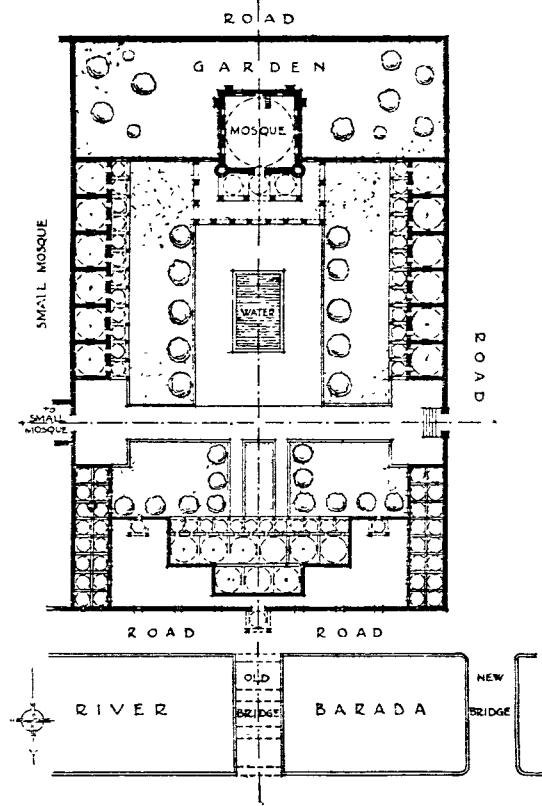 ROAD
GARDEN
MOSQUE
SMALL MOSQUE
WATER
ROAD
TO
SMALL
MOSQUE
ROAD
ROAD
OLD
BRIDGE
RIVER
BARADA
NEW
BRIDGE